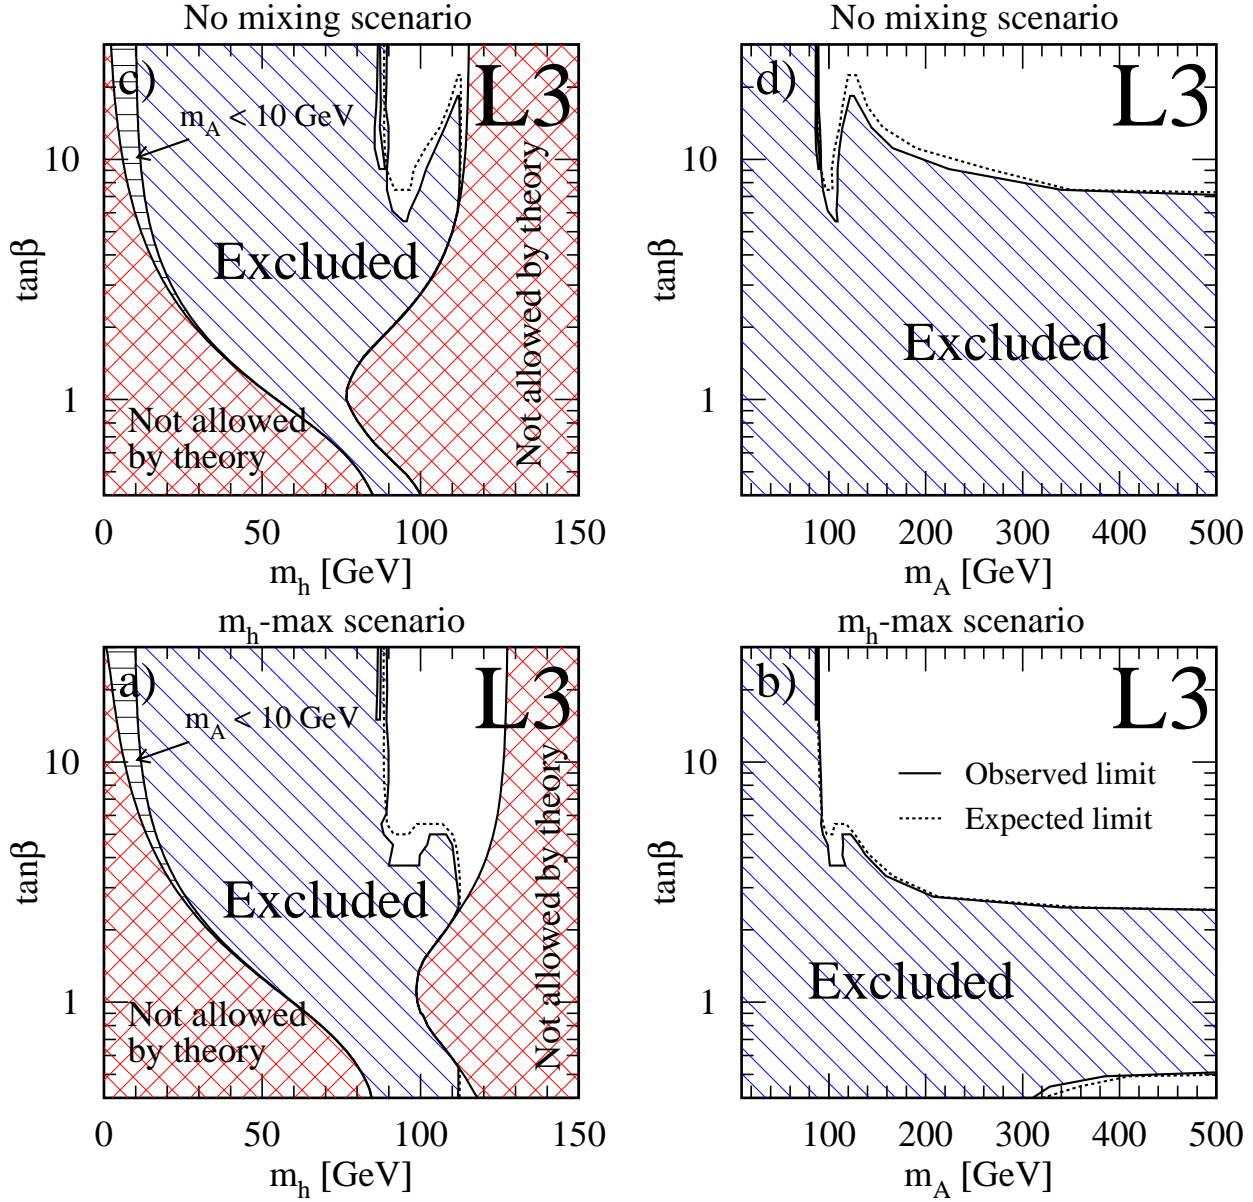 No mixing scenario
c)
L3
m_A < 10 GeV
10
Excluded
1
Not allowed
by theory
Not allowed by theory
tanβ
0 50 100 150
m_h [GeV]
No mixing scenario
d)
L3
10
Excluded
1
tanβ
100 200 300 400 500
m_A [GeV]
m_h-max scenario
a)
L3
m_A < 10 GeV
10
Excluded
1
Not allowed
by theory
Not allowed by theory
tanβ
0 50 100 150
m_h [GeV]
m_h-max scenario
b)
L3
10
Observed limit
Expected limit
Excluded
1
tanβ
100 200 300 400 500
m_A [GeV]